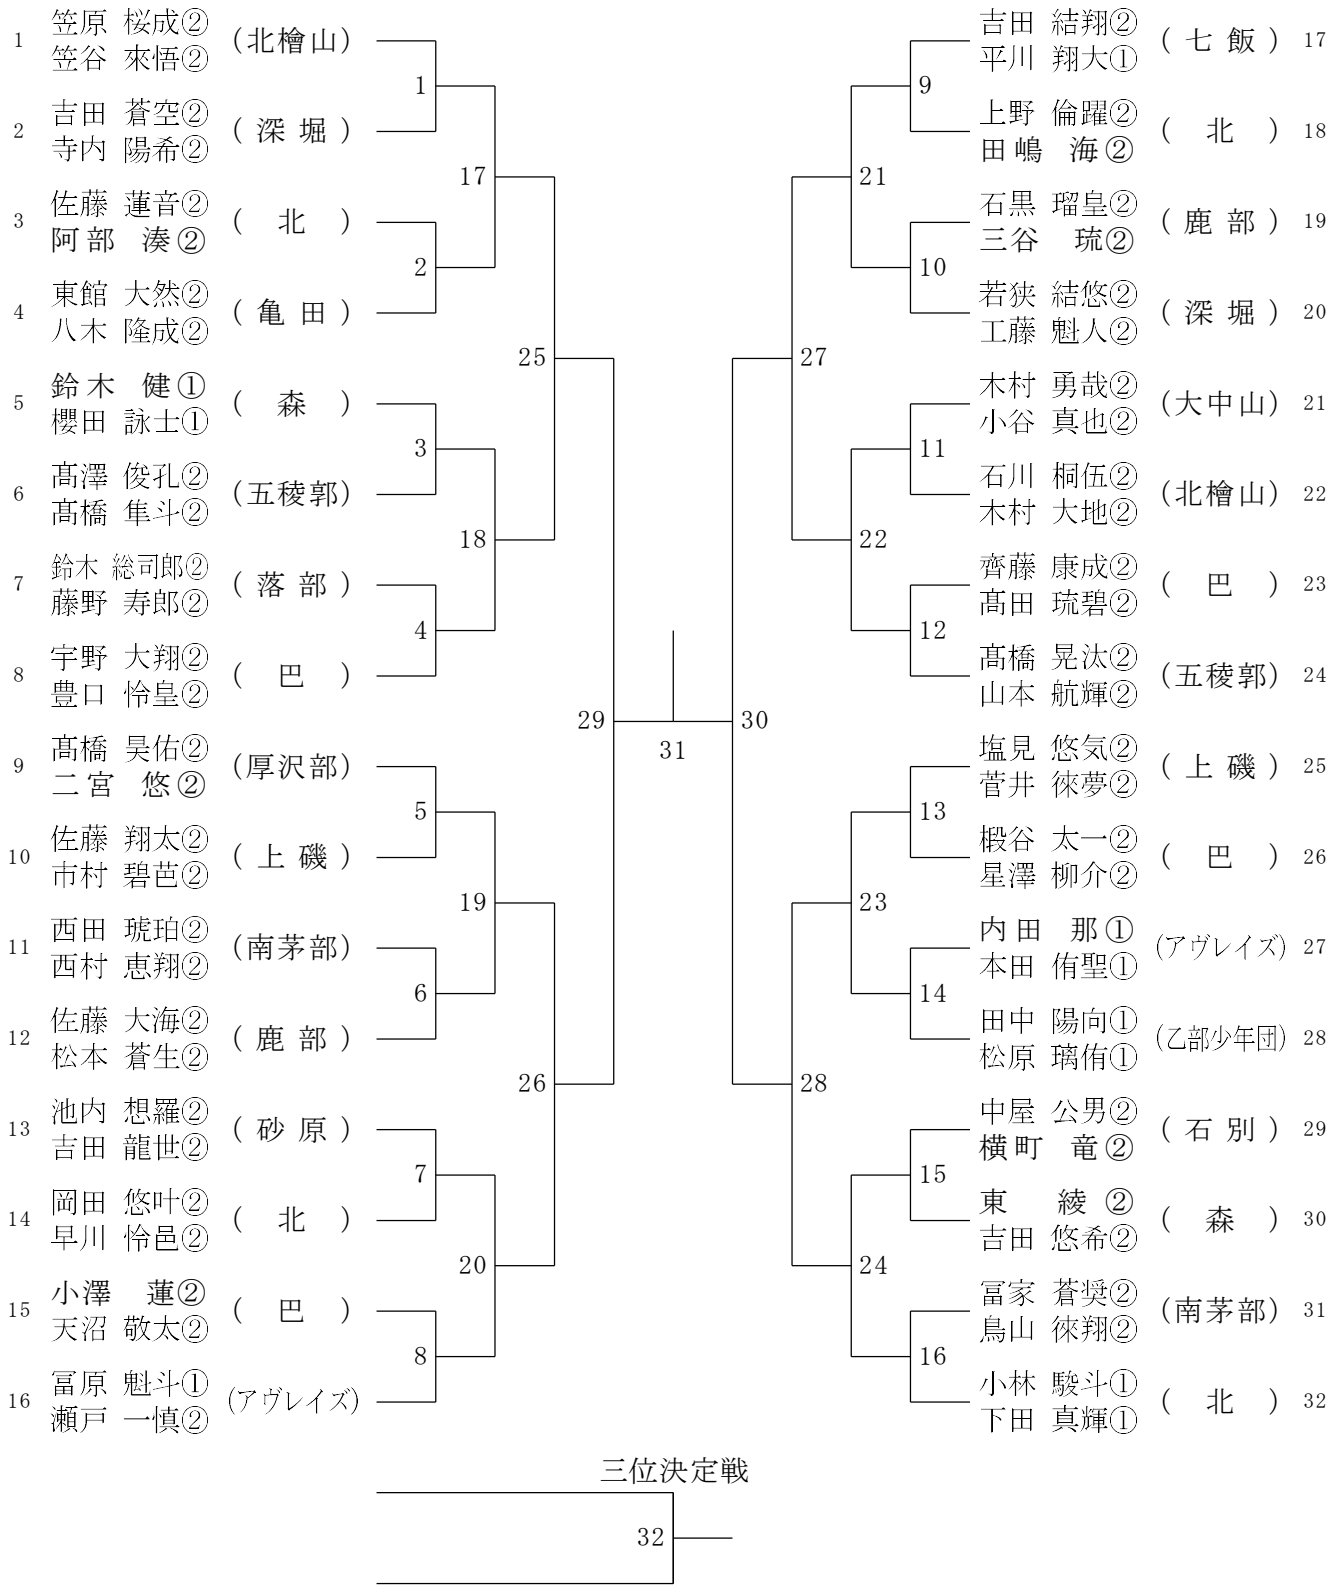 1 笠原 桜成② (北檜山)
笠谷 來悟②
2 吉田 蒼空② (深堀)
寺内 陽希②
3 佐藤 蓮音② (北)
阿部 湊②
4 東館 大然② (亀田)
八木 隆成②
5 鈴木 健① (森)
櫻田 詠士①
6 髙澤 俊孔② (五稜郭)
髙橋 隼斗②
7 鈴木 総司郎② (落部)
藤野 寿郎②
8 宇野 大翔② (巴)
豊口 怜皇②
9 髙橋 昊佑② (厚沢部)
二宮 悠②
10 佐藤 翔太② (上磯)
市村 碧芭②
11 西田 琥珀② (南茅部)
西村 恵翔②
12 佐藤 大海② (鹿部)
松本 蒼生②
13 池内 想羅② (砂原)
吉田 龍世②
14 岡田 悠叶② (北)
早川 怜邑②
15 小澤 蓮② (巴)
天沼 敬太②
16 冨原 魁斗① (アヴレイズ)
瀬戸 一慎②
1
2
3
4
5
6
7
8
17
18
19
20
25
26
29
31
30
27
28
21
22
23
24
9
10
11
12
13
14
15
16
吉田 結翔② (七飯) 17
平川 翔大①
上野 倫躍② (北) 18
田嶋 海②
石黒 瑠皇② (鹿部) 19
三谷 琉②
若狭 結悠② (深堀) 20
工藤 魁人②
木村 勇哉② (大中山) 21
小谷 真也②
石川 桐伍② (北檜山) 22
木村 大地②
齊藤 康成② (巴) 23
髙田 琉碧②
髙橋 晃汰② (五稜郭) 24
山本 航輝②
塩見 悠気② (上磯) 25
菅井 徠夢②
椴谷 太一② (巴) 26
星澤 柳介②
内田 那① (アヴレイズ) 27
本田 侑聖①
田中 陽向① (乙部少年団) 28
松原 璃侑①
中屋 公男② (石別) 29
横町 竜②
東 綾② (森) 30
吉田 悠希②
冨家 蒼奨② (南茅部) 31
鳥山 徠翔②
小林 駿斗① (北) 32
下田 真輝①
三位決定戦
32